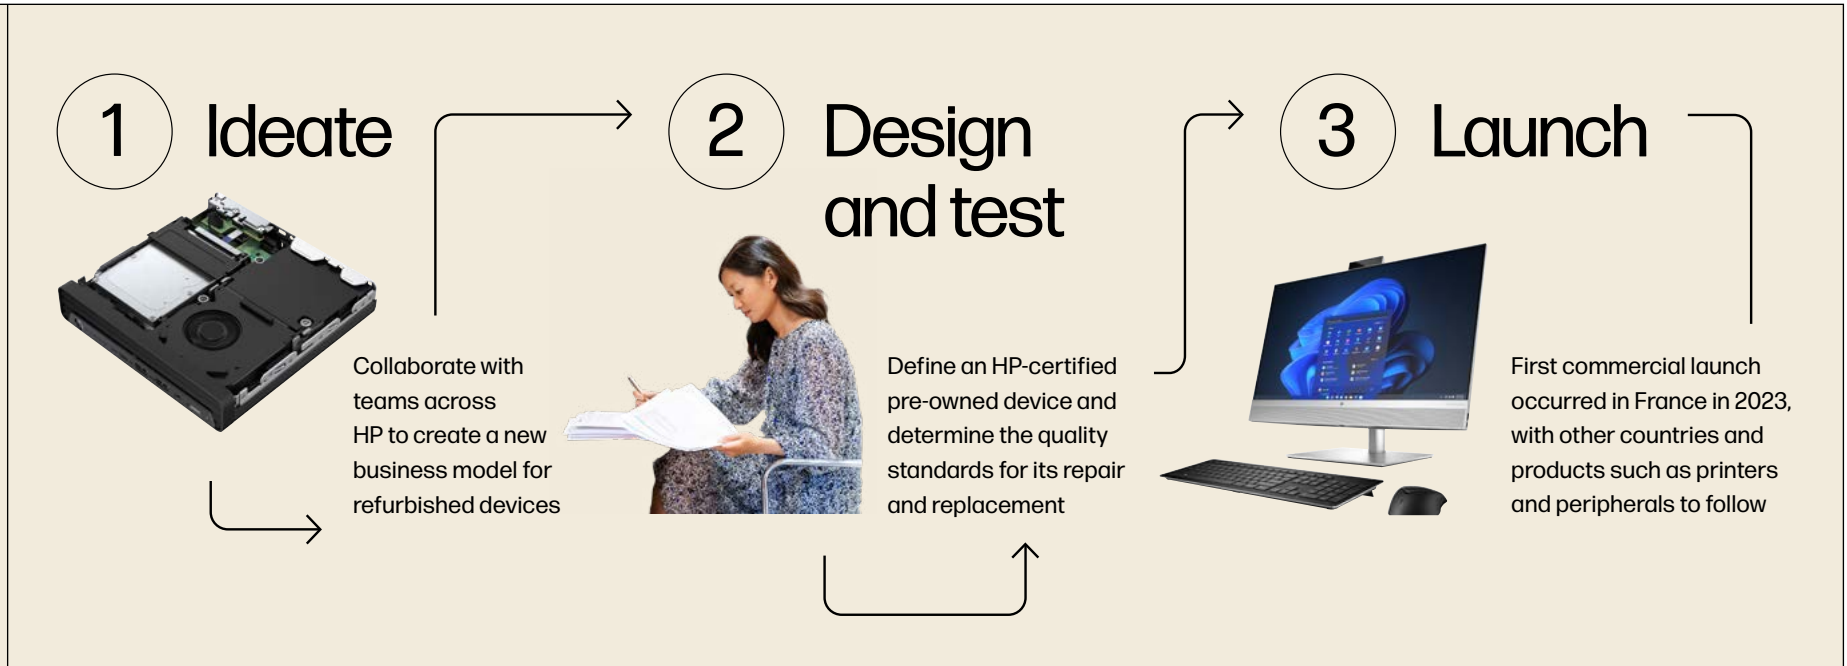 1 Ideate
Collaborate with
teams across
HP to create a new
business model for
refurbished devices
2 Design
and test
Define an HP-certified
pre-owned device and
determine the quality
standards for its repair
and replacement
3 Launch
First commercial launch
occurred in France in 2023,
with other countries and
products such as printers
and peripherals to follow